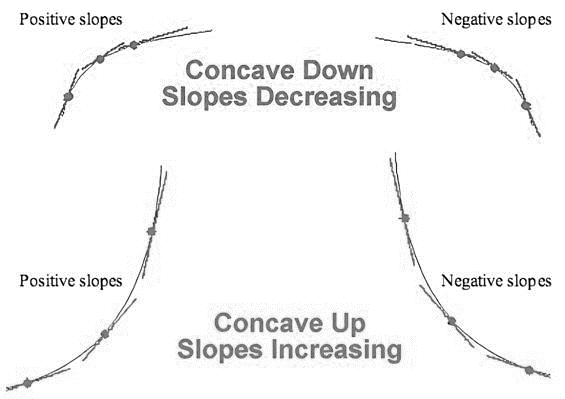 Positive slopes
Negative slopes
Concave Down
Slopes Decreasing
Positive slopes
Negative slopes
Concave Up
Slopes Increasing